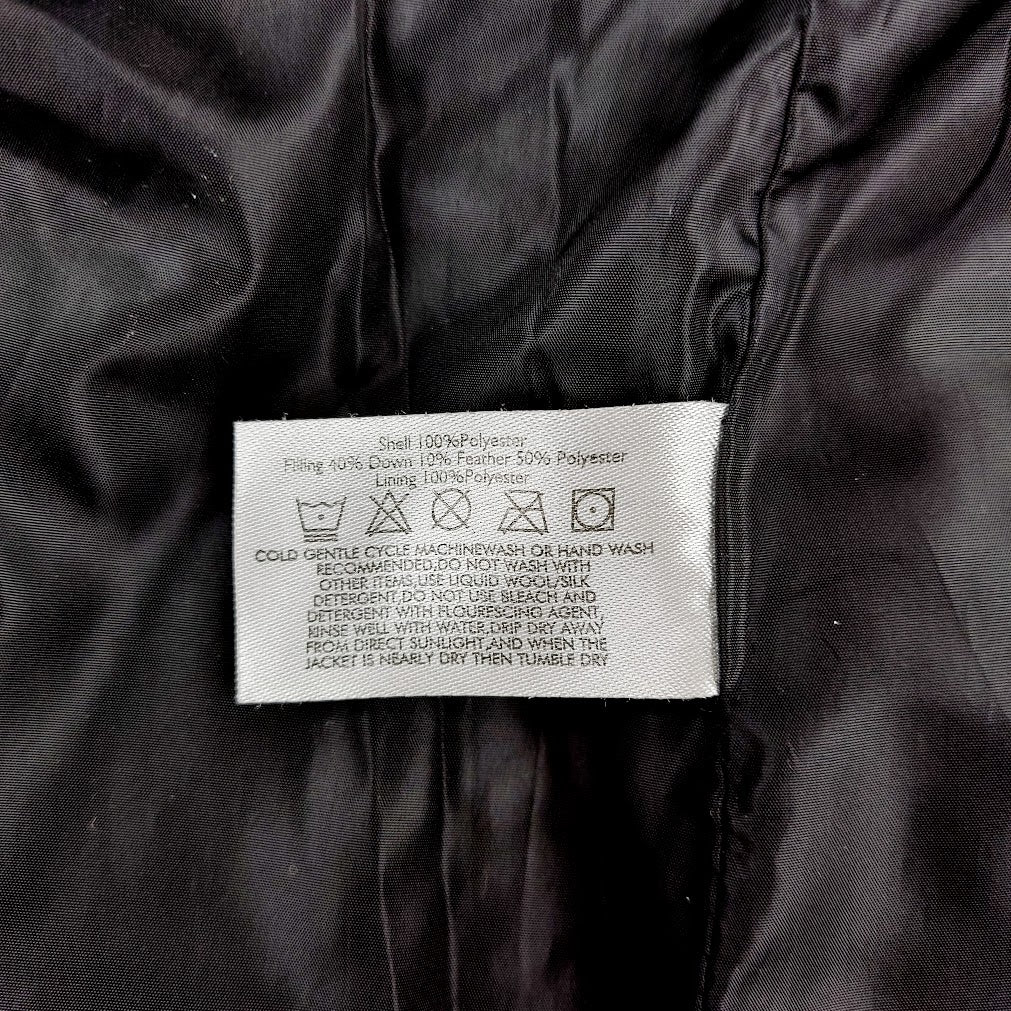 Shell 100%Polyester
Filling 40% Down 10% Feather 50% Polyester
Lining 100%Polyester
COLD GENTLE CYCLE MACHINEWASH OR HAND WASH
RECOMMENDED,DO NOT WASH WITH
OTHER ITEMS,USE LIQUID WOOL/SILK
DETERGENT,DO NOT USE BLEACH AND
DETERGENT WITH FLOURESCING AGENT,
RINSE WELL WITH WATER,DRIP DRY AWAY
FROM DIRECT SUNLIGHT,AND WHEN THE
JACKET IS NEARLY DRY THEN TUMBLE DRY